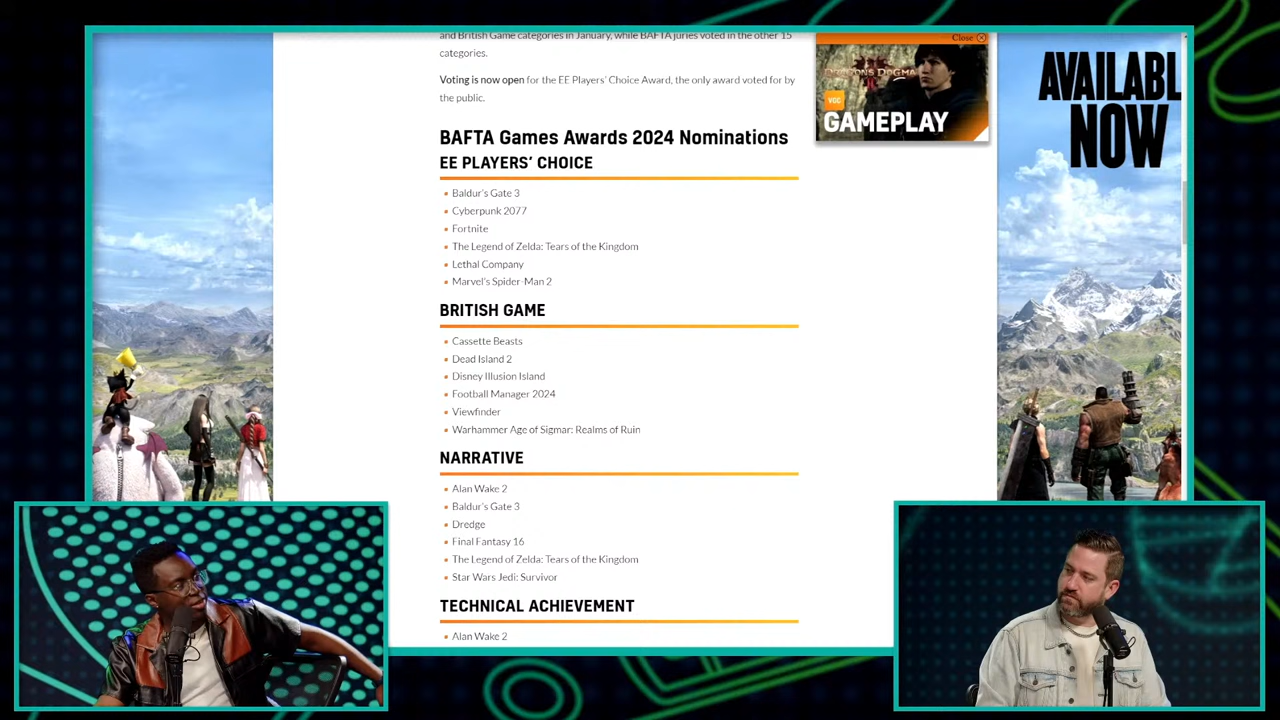 and British Game categories in January, while BAFTA juries voted in the other 15
categories.
Voting is now open for the EE Players' Choice Award, the only award voted for by
the public.
BAFTA Games Awards 2024 Nominations
EE PLAYERS' CHOICE
Baldur's Gate 3
Cyberpunk 2077
Fortnite
The Legend of Zelda: Tears of the Kingdom
Lethal Company
Marvel's Spider-Man 2
BRITISH GAME
Cassette Beasts
Dead Island 2
Disney Illusion Island
Football Manager 2024
Viewfinder
Warhammer Age of Sigmar: Realms of Ruin
NARRATIVE
Alan Wake 2
Baldur's Gate 3
Dredge
Final Fantasy 16
The Legend of Zelda: Tears of the Kingdom
Star Wars Jedi: Survivor
TECHNICAL ACHIEVEMENT
Alan Wake 2
Close
DRAGONS DOGMA
VGC
GAMEPLAY
AVAILABL
NOW